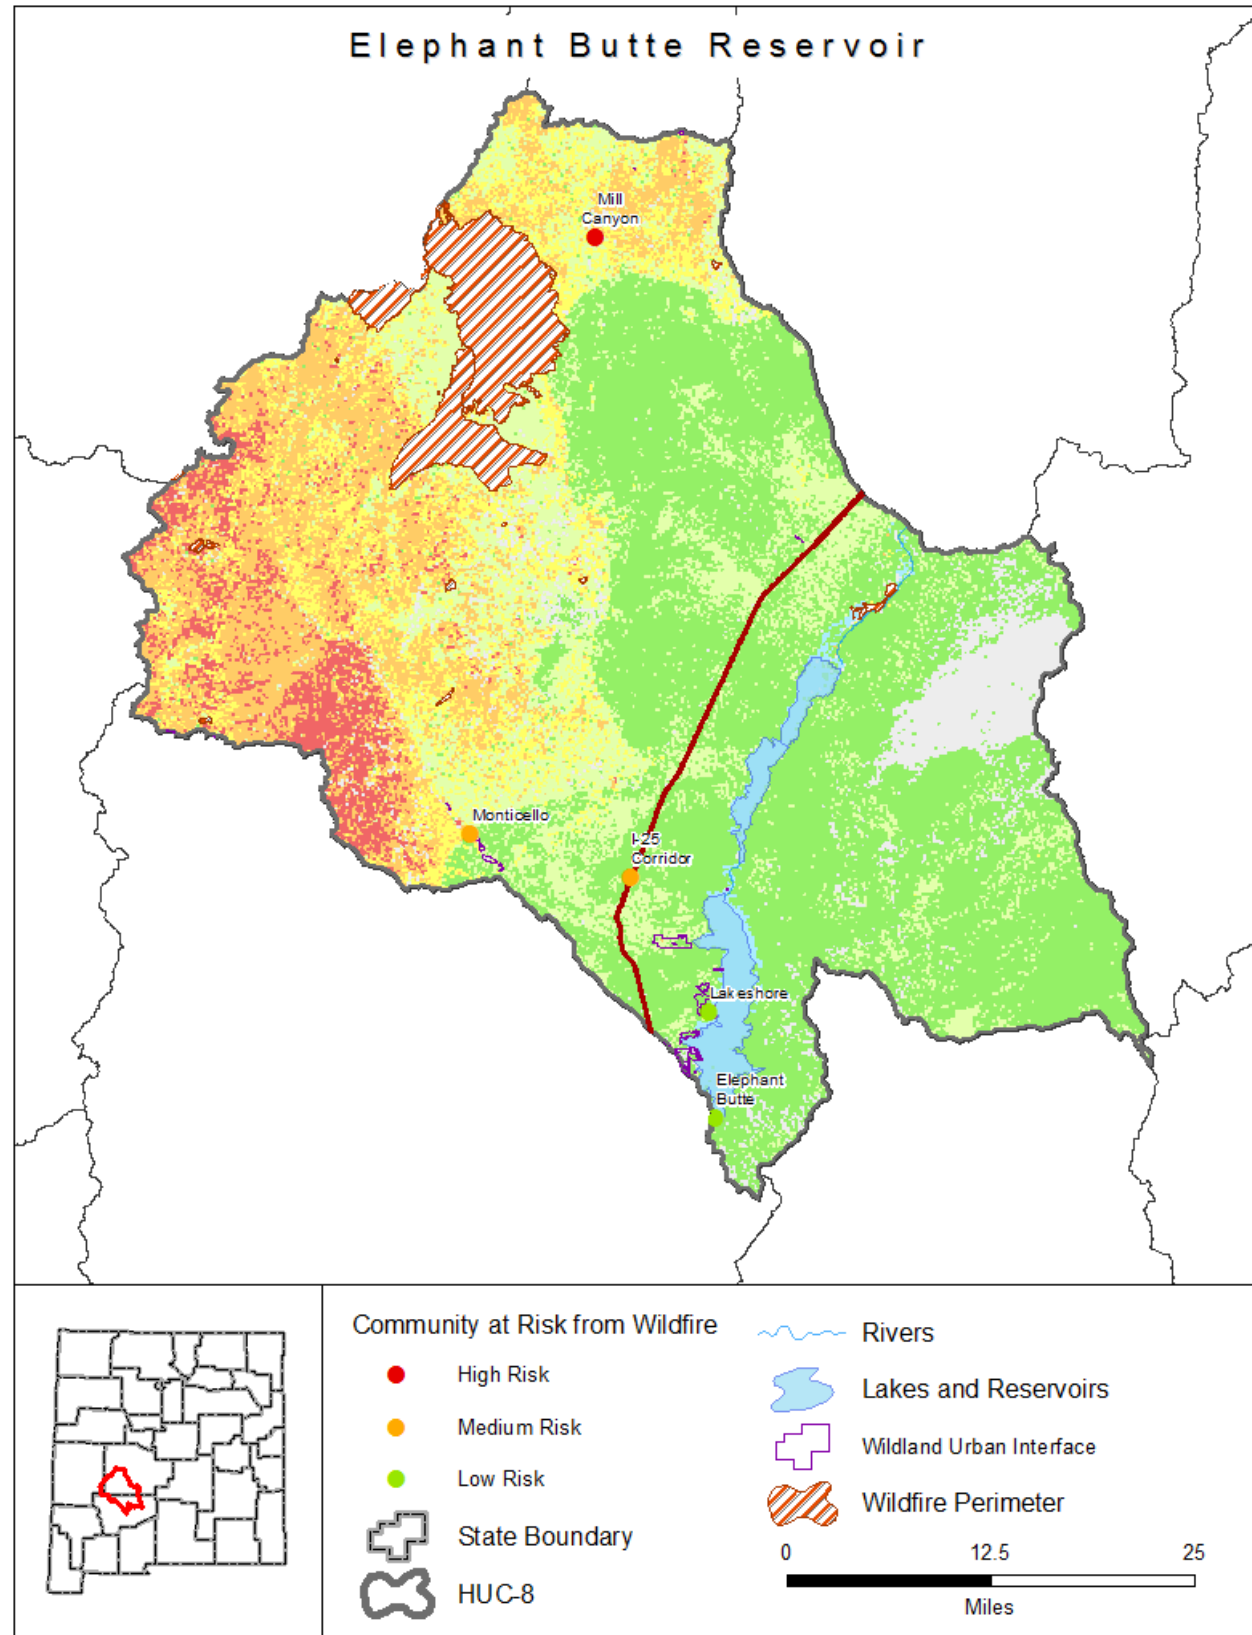 Elephant Butte Reservoir
Mill
Canyon
Monticello
I-25
Corridor
Lakeshore
Elephant
Butte
Community at Risk from Wildfire
High Risk
Medium Risk
Low Risk
State Boundary
HUC-8
Rivers
Lakes and Reservoirs
Wildland Urban Interface
Wildfire Perimeter
0 12.5 25
Miles